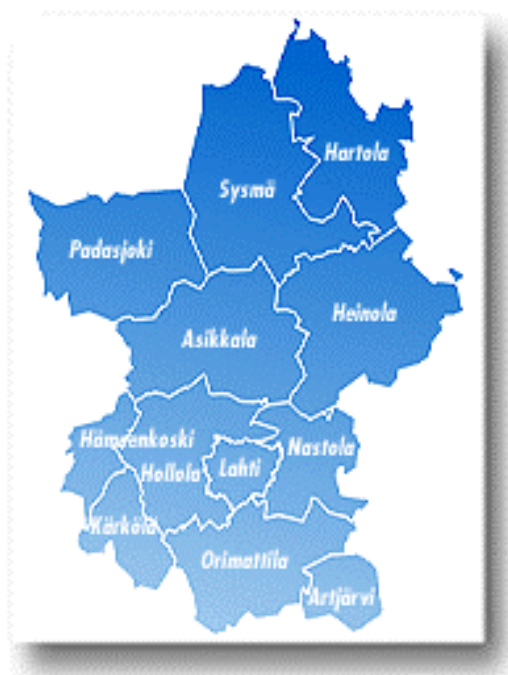 Hartola
Sysmä
Padasjoki
Heinola
Asikkala
Hämeenkoski
Nastola
Hollola
Lahti
Kärkölä
Orimattila
Artjärvi